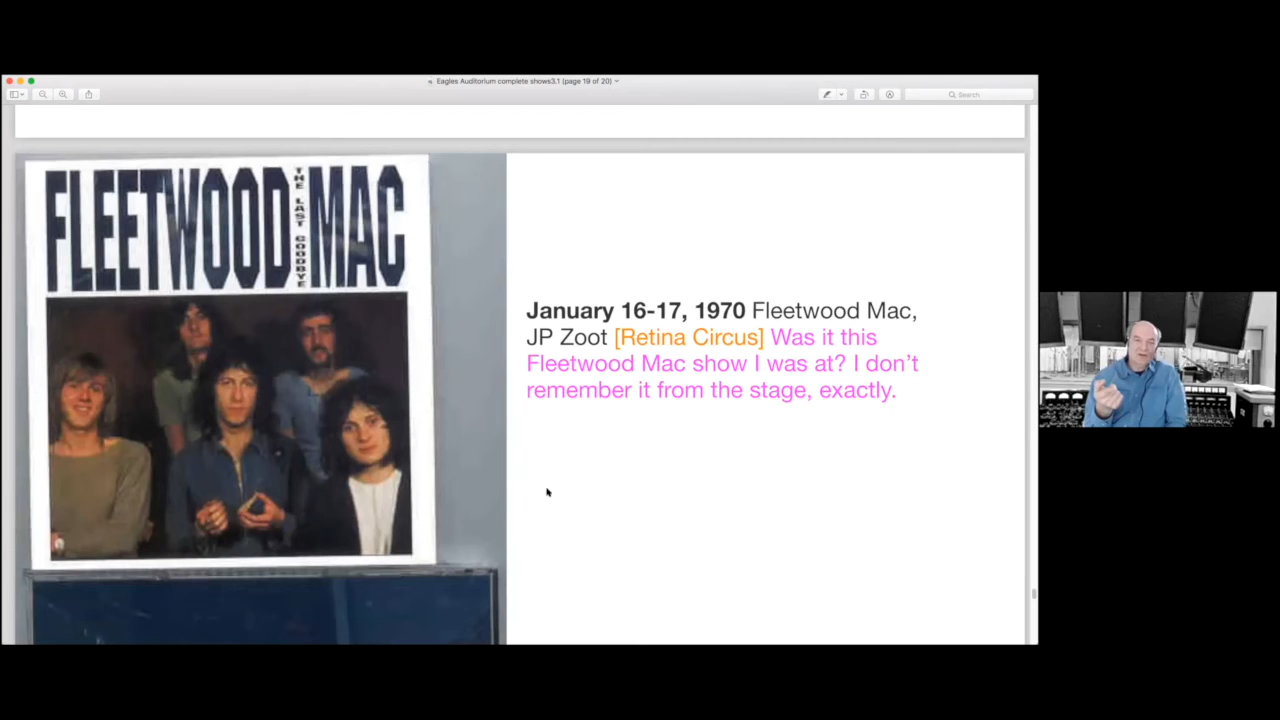 Eagles Auditorium complete shows3.1 (page 19 of 20)
Search
FLEETWOOD MAC
THE LAST GOODBYE
January 16-17, 1970 Fleetwood Mac,
JP Zoot [Retina Circus] Was it this
Fleetwood Mac show I was at? I don’t
remember it from the stage, exactly.